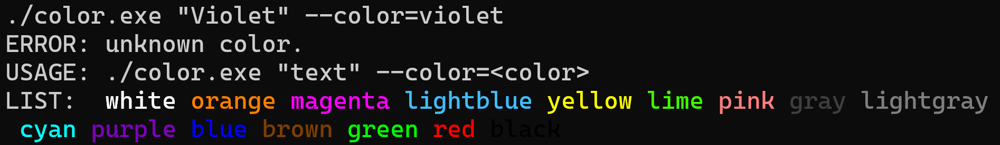 ./color.exe "Violet" --color=violet
ERROR: unknown color.
USAGE: ./color.exe "text" --color=<color>
LIST:  white orange magenta lightblue yellow lime pink gray lightgray
cyan purple blue brown green red black